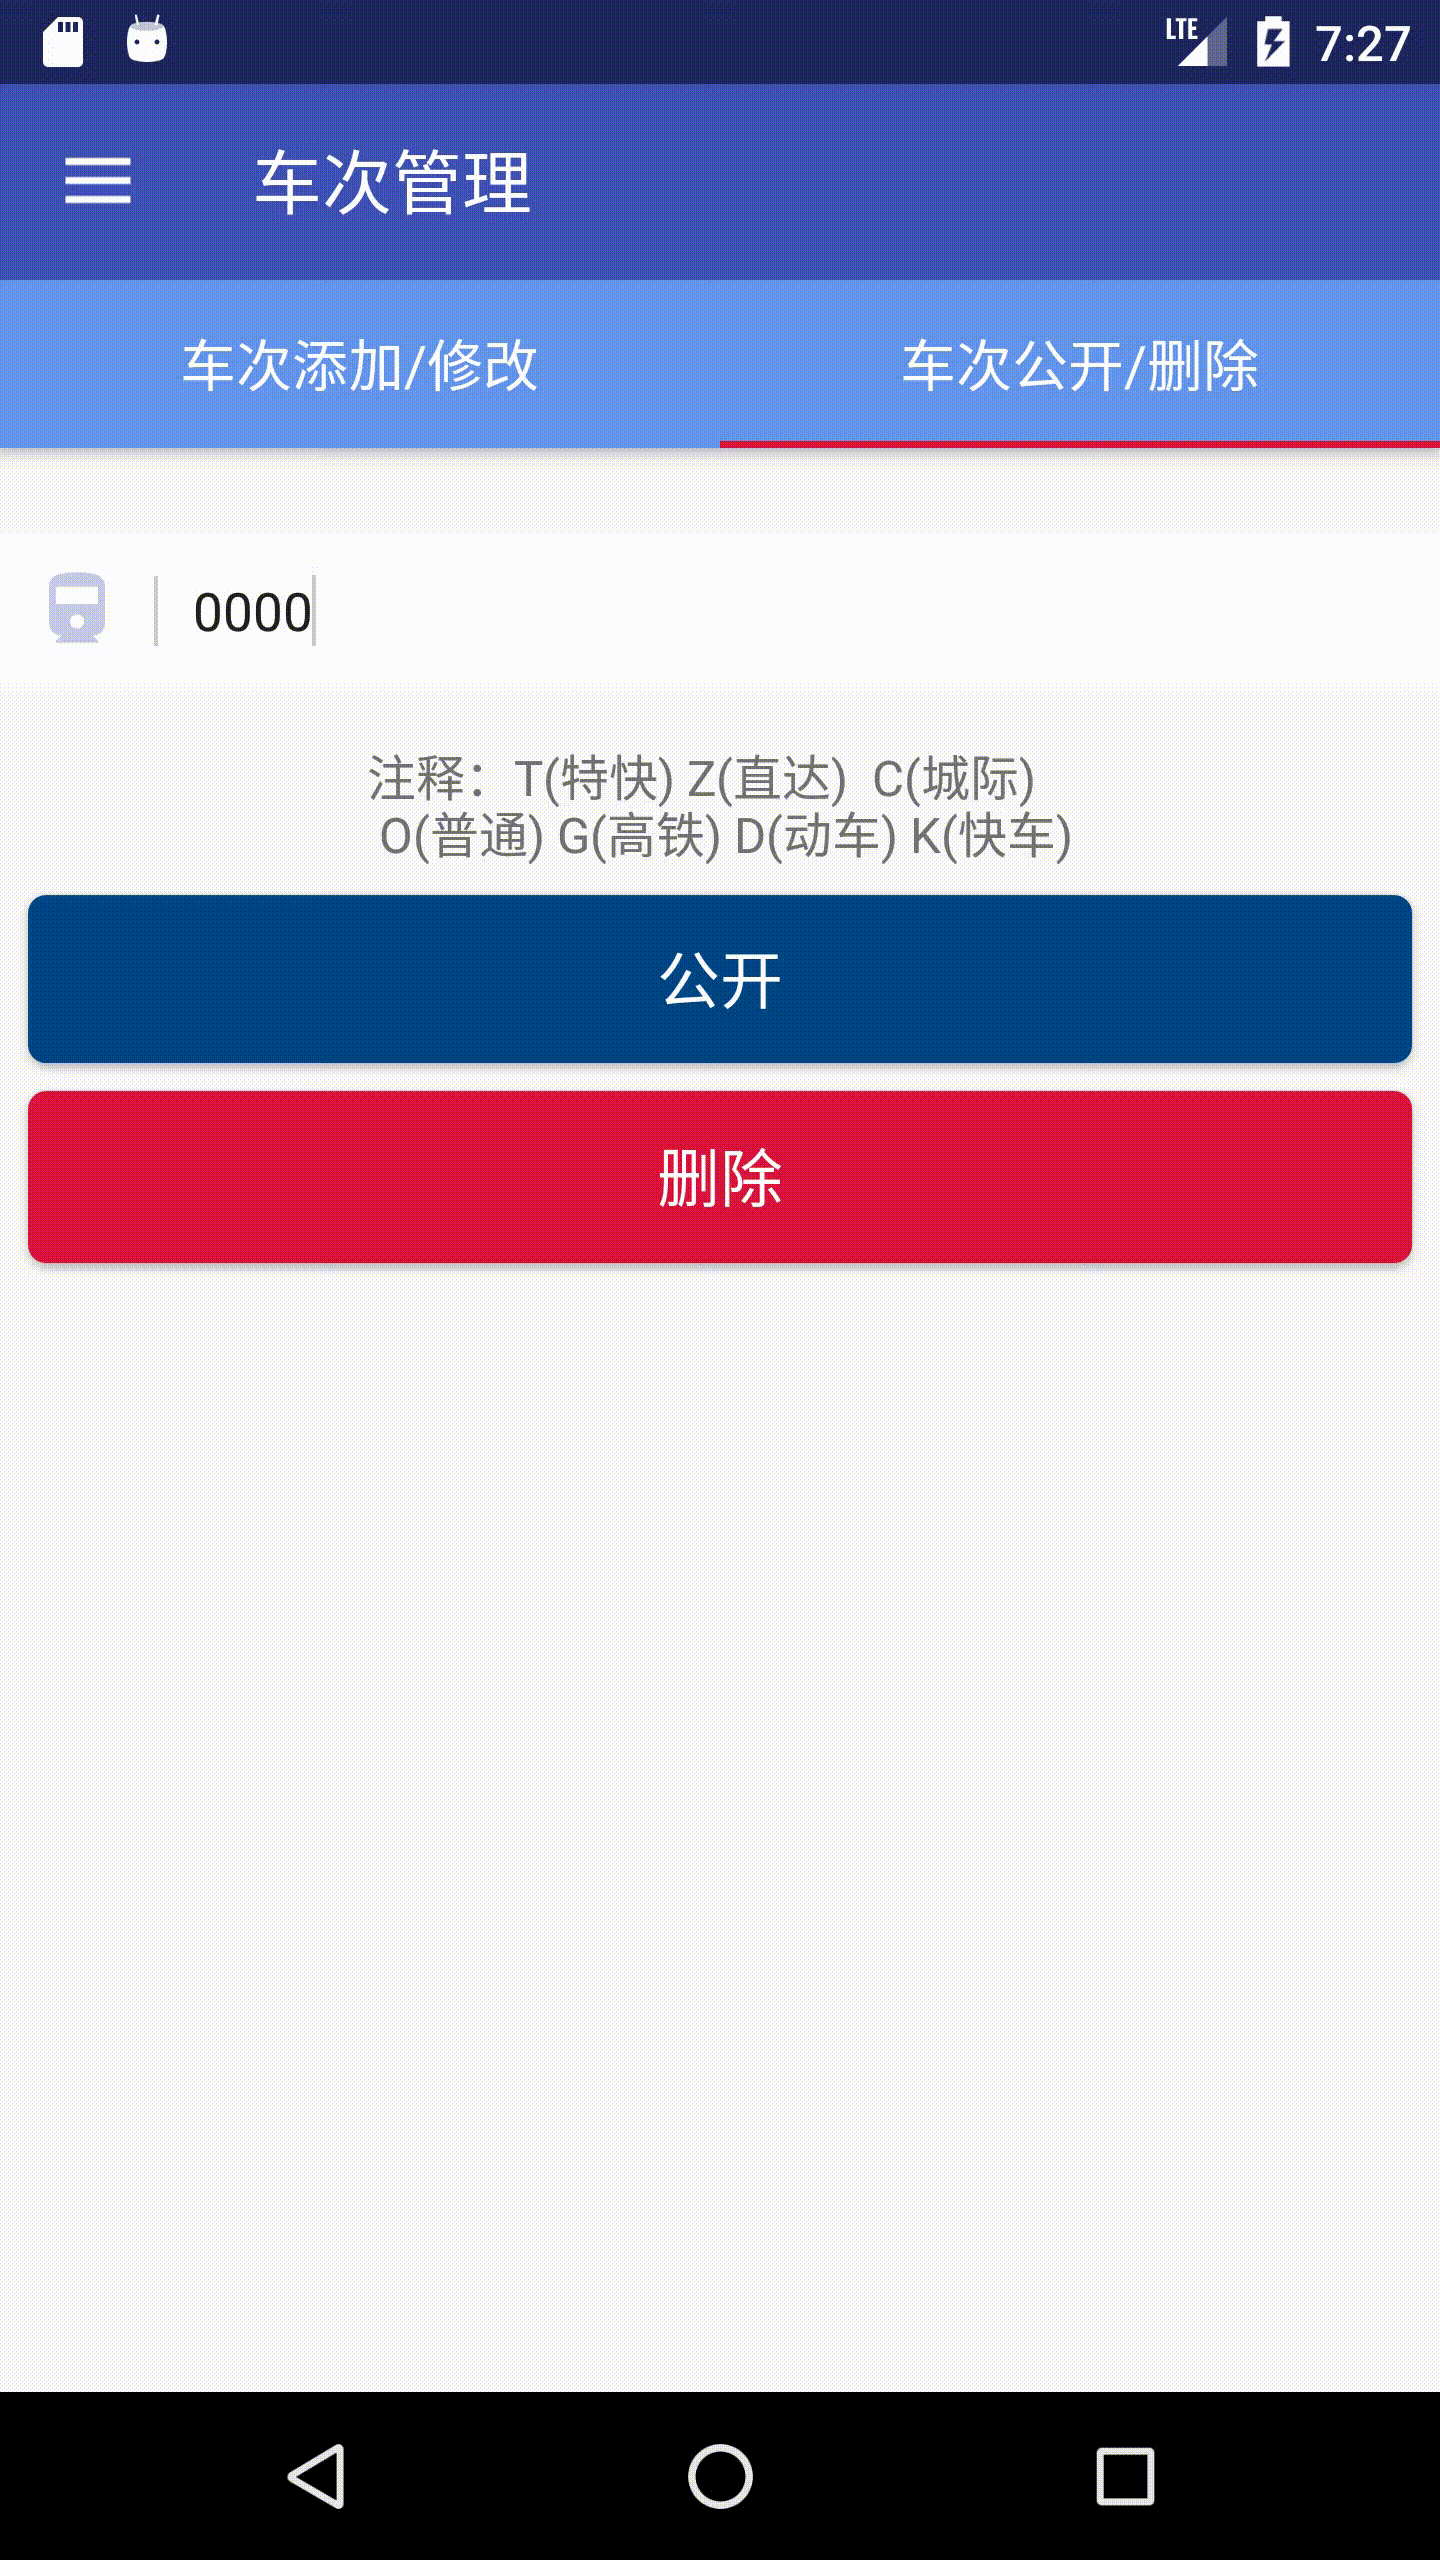 LTE 7:27
车次管理
车次添加/修改 车次公开/删除
0000
注释：T(特快) Z(直达)  C(城际)
O(普通) G(高铁) D(动车) K(快车)
公开
删除